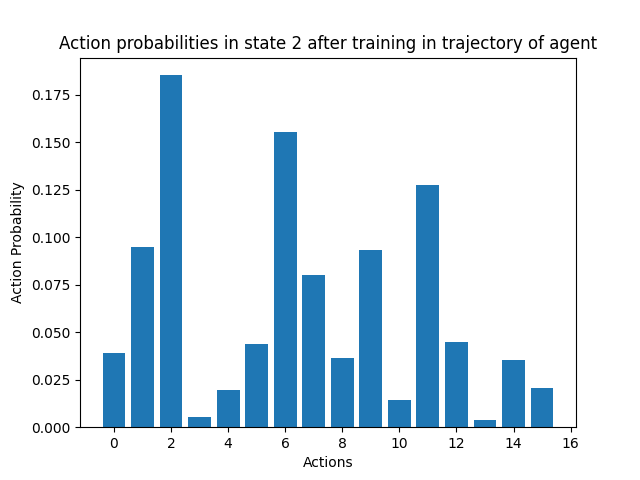 Action probabilities in state 2 after training in trajectory of agent
0.175
0.150
0.125
0.100
0.075
0.050
0.025
0.000
Action Probability
0 2 4 6 8 10 12 14 16
Actions